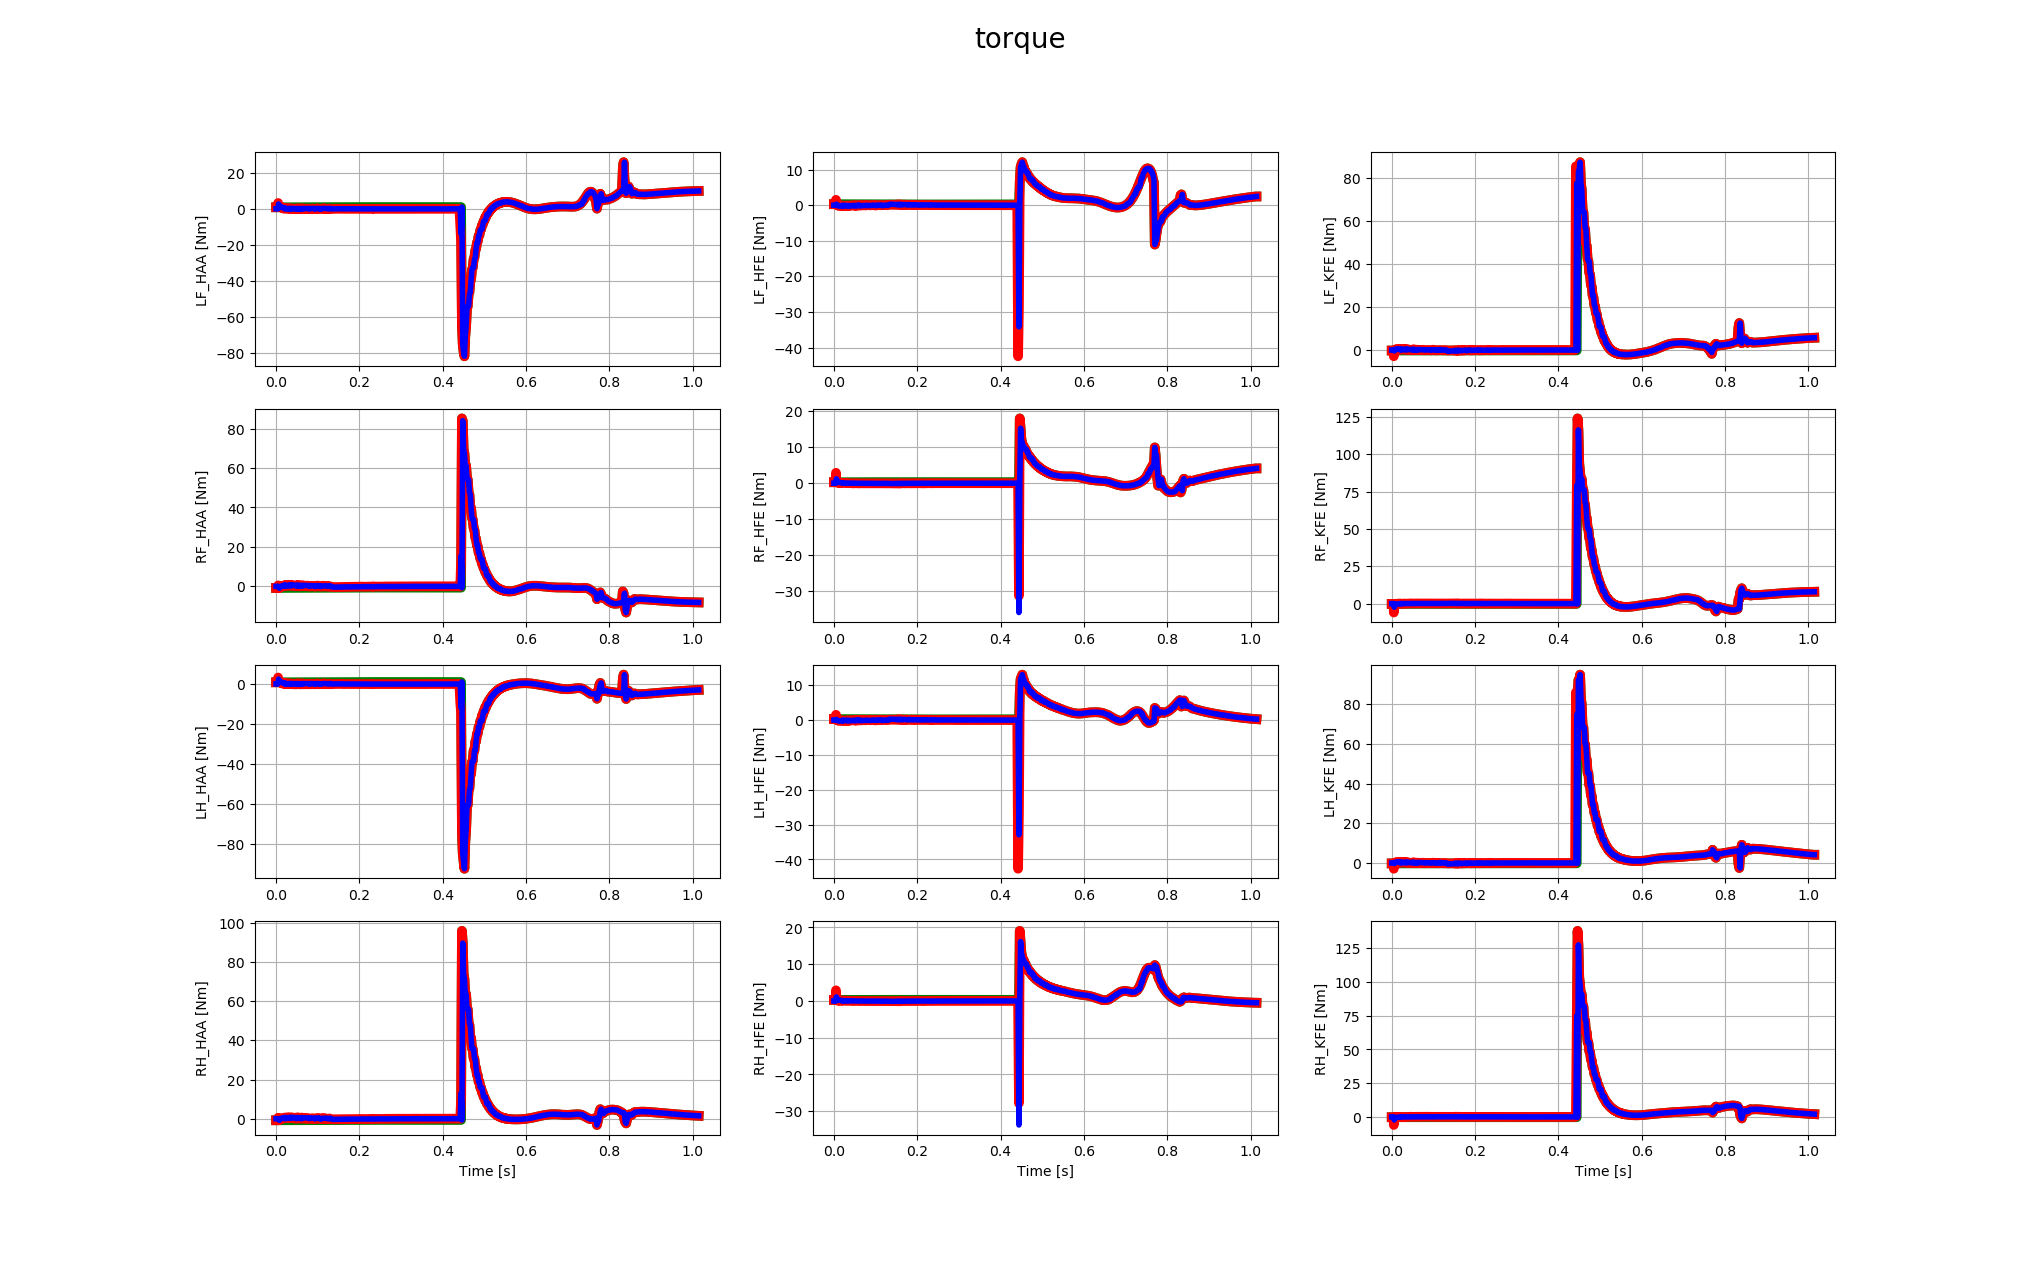 torque
LF_HAA [Nm]
20
0
−20
−40
−60
−80
0.0 0.2 0.4 0.6 0.8 1.0
LF_HFE [Nm]
10
0
−10
−20
−30
−40
0.0 0.2 0.4 0.6 0.8 1.0
LF_KFE [Nm]
80
60
40
20
0
0.0 0.2 0.4 0.6 0.8 1.0
RF_HAA [Nm]
80
60
40
20
0
0.0 0.2 0.4 0.6 0.8 1.0
RF_HFE [Nm]
20
10
0
−10
−20
−30
0.0 0.2 0.4 0.6 0.8 1.0
RF_KFE [Nm]
125
100
75
50
25
0
0.0 0.2 0.4 0.6 0.8 1.0
LH_HAA [Nm]
0
−20
−40
−60
−80
0.0 0.2 0.4 0.6 0.8 1.0
LH_HFE [Nm]
10
0
−10
−20
−30
−40
0.0 0.2 0.4 0.6 0.8 1.0
LH_KFE [Nm]
80
60
40
20
0
0.0 0.2 0.4 0.6 0.8 1.0
RH_HAA [Nm]
100
80
60
40
20
0
0.0 0.2 0.4 0.6 0.8 1.0
Time [s]
RH_HFE [Nm]
20
10
0
−10
−20
−30
0.0 0.2 0.4 0.6 0.8 1.0
Time [s]
RH_KFE [Nm]
125
100
75
50
25
0
0.0 0.2 0.4 0.6 0.8 1.0
Time [s]